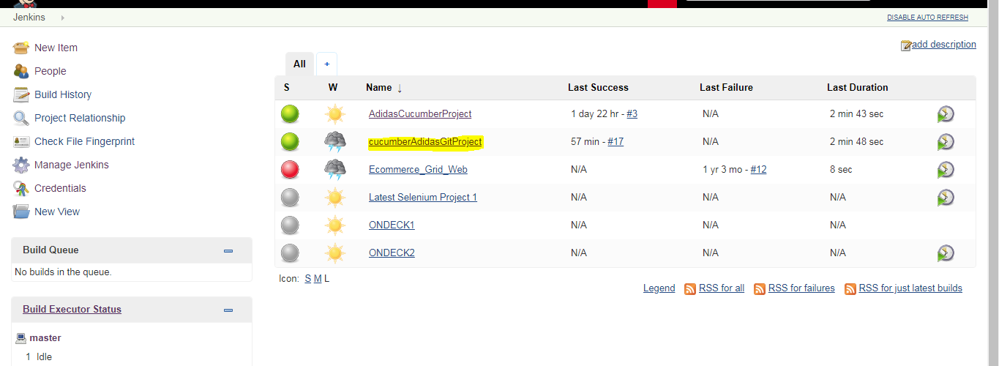 Jenkins
DISABLE AUTO REFRESH
New Item
People
Build History
Project Relationship
Check File Fingerprint
Manage Jenkins
Credentials
New View
Build Queue
No builds in the queue.
Build Executor Status
master
1 Idle
add description
All +
S W Name ↓ Last Success Last Failure Last Duration
AdidasCucumberProject 1 day 22 hr - #3 N/A 2 min 43 sec
cucumberAdidasGitProject 57 min - #17 N/A 2 min 48 sec
Ecommerce_Grid_Web N/A 1 yr 3 mo - #12 8 sec
Latest Selenium Project 1 N/A N/A N/A
ONDECK1 N/A N/A N/A
ONDECK2 N/A N/A N/A
Icon: S M L
Legend RSS for all RSS for failures RSS for just latest builds